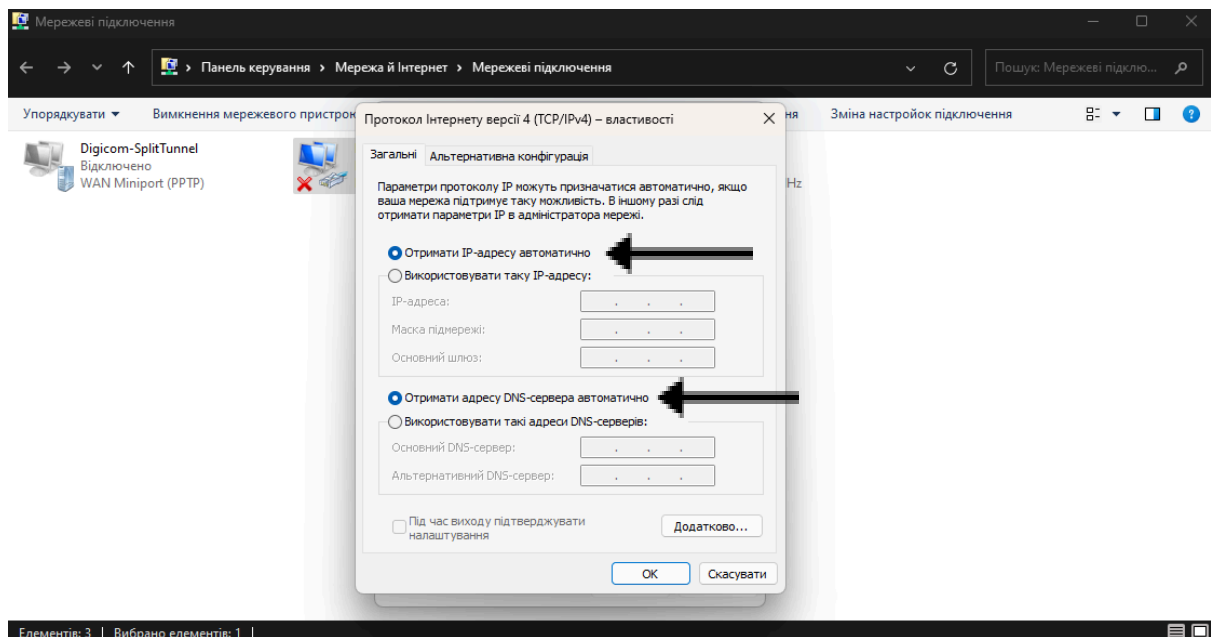 Мережеві підключення
Панель керування › Мережа й Інтернет › Мережеві підключення
Пошук: Мережеві підклю...
Упорядкувати
Вимкнення мережевого пристрою
ня
Зміна настройок підключення
Digicom-SplitTunnel
Відключено
WAN Miniport (PPTP)
Hz
Протокол Інтернету версії 4 (TCP/IPv4) – властивості
Загальні
Альтернативна конфігурація
Параметри протоколу IP можуть призначатися автоматично, якщо
ваша мережа підтримує таку можливість. В іншому разі слід
отримати параметри IP в адміністратора мережі.
Отримати IP-адресу автоматично
Використовувати таку IP-адресу:
IP-адреса:
Маска підмережі:
Основний шлюз:
Отримати адресу DNS-сервера автоматично
Використовувати такі адреси DNS-серверів:
Основний DNS-сервер:
Альтернативний DNS-сервер:
Під час виходу підтверджувати
налаштування
Додатково...
ОК
Скасувати
Елементів: 3
Вибрано елементів: 1